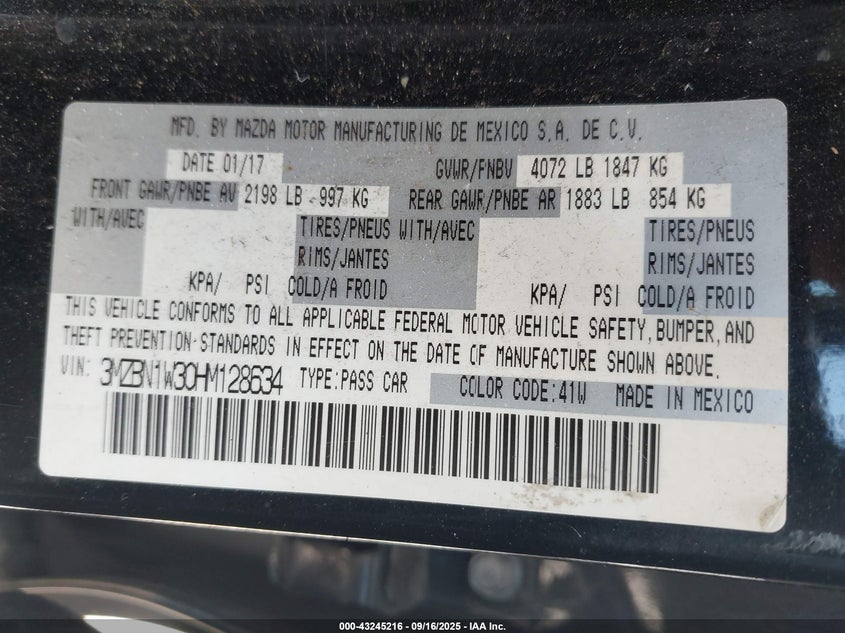 MFD. BY MAZDA MOTOR MANUFACTURING DE MEXICO S.A. DE C.V.
DATE 01/17 GVWR/PNBV 4072 LB 1847 KG
FRONT GAWR/PNBE AV 2198 LB 997 KG REAR GAWR/PNBE AR 1883 LB 854 KG
WITH/AVEC TIRES/PNEUS WITH/AVEC TIRES/PNEUS
RIMS/JANTES RIMS/JANTES
KPA/ PSI COLD/A FROID KPA/ PSI COLD/A FROID
THIS VEHICLE CONFORMS TO ALL APPLICABLE FEDERAL MOTOR VEHICLE SAFETY, BUMPER, AND
THEFT PREVENTION STANDARDS IN EFFECT ON THE DATE OF MANUFACTURE SHOWN ABOVE.
VIN: 3MZBN1W30HM128634 TYPE:PASS CAR COLOR CODE:41W MADE IN MEXICO
000-43245216 - 09/16/2025 - IAA Inc.